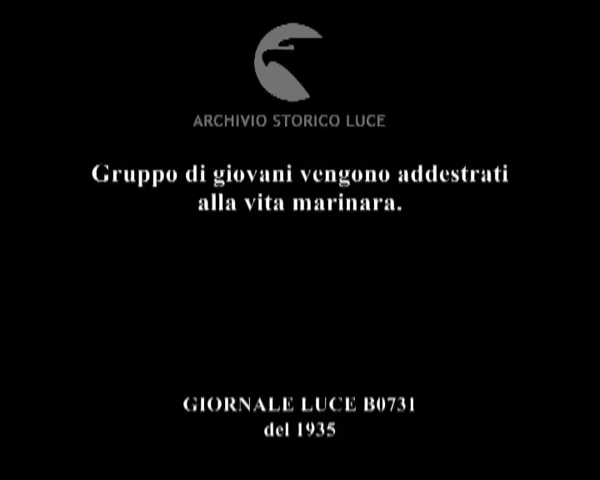 ARCHIVIO STORICO LUCE
Gruppo di giovani vengono addestrati
alla vita marinara.
GIORNALE LUCE B0731
del 1935